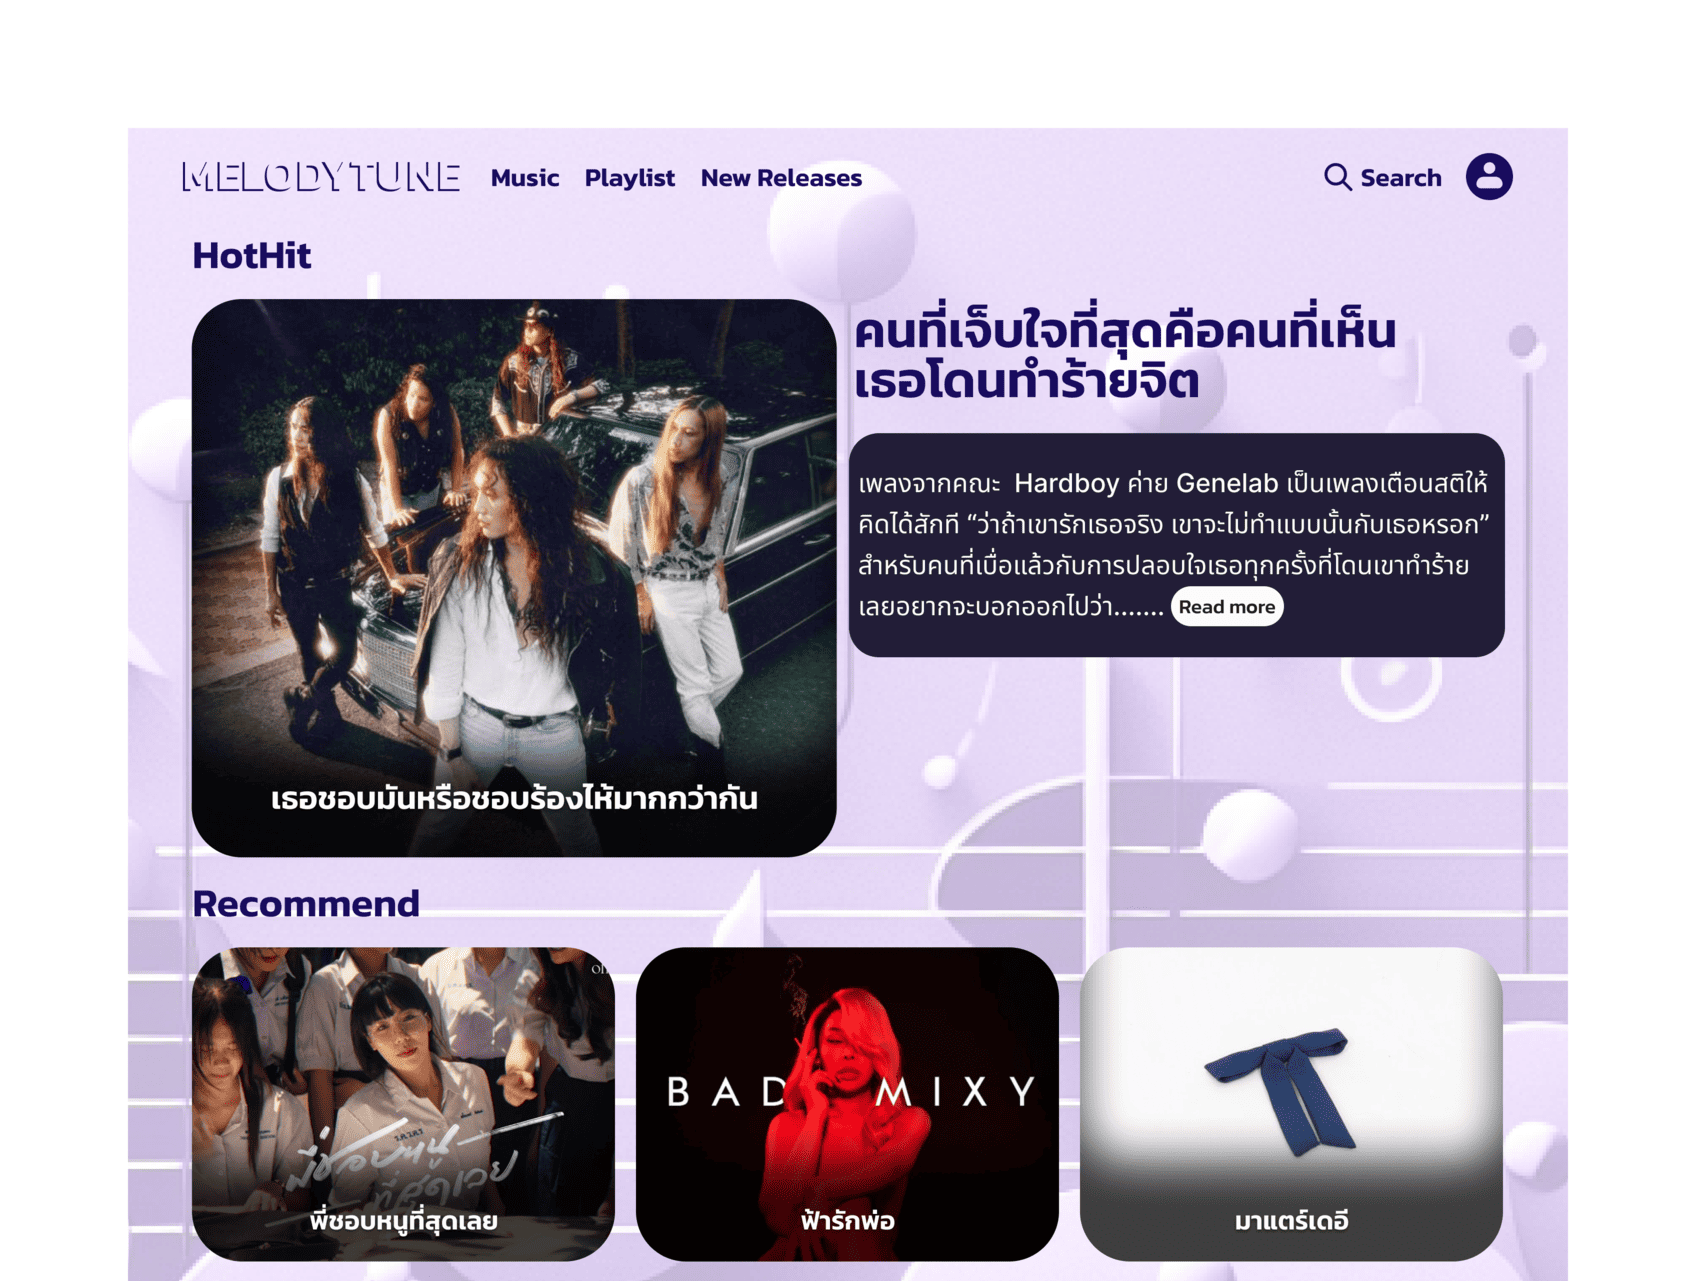 MELODYTUNE Music Playlist New Releases Search
HotHit
คนที่เจ็บใจที่สุดคือคนที่เห็น
เธอโดนทำร้ายจิต
เพลงจากคณะ Hardboy ค่าย Genelab เป็นเพลงเตือนสติให้
คิดได้สักที “ว่าถ้าเขารักเธอจริง เขาจะไม่ทำแบบนั้นกับเธอหรอก”
สำหรับคนที่เบื่อแล้วกับการปลอบใจเธอทุกครั้งที่โดนเขาทำร้าย
เลยอยากจะบอกออกไปว่า....... Read more
เธอชอบมันหรือชอบร้องไห้มากกว่ากัน
Recommend
พี่ชอบหนู
ที่สุดเลย
พี่ชอบหนูที่สุดเลย
BAD MIXY
ฟ้ารักพ่อ
มาแตร์เดอี